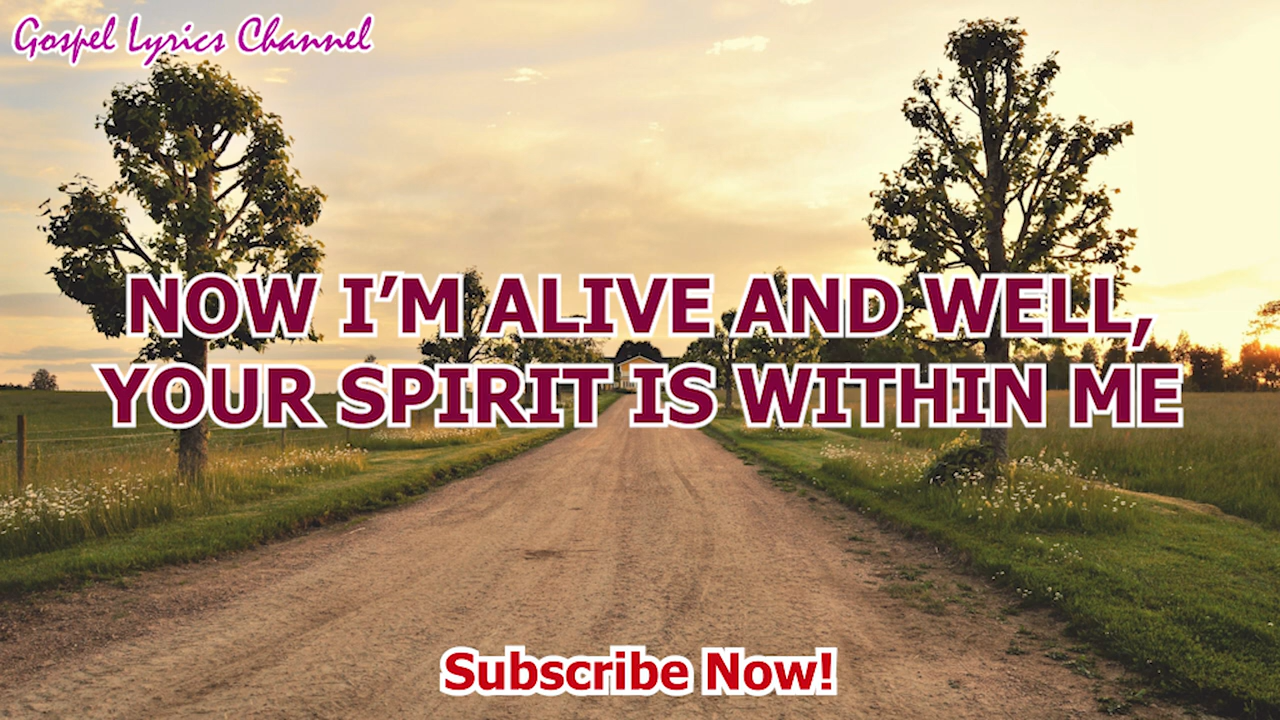 Gospel Lyrics Channel
NOW I’M ALIVE AND WELL,
YOUR SPIRIT IS WITHIN ME
Subscribe Now!